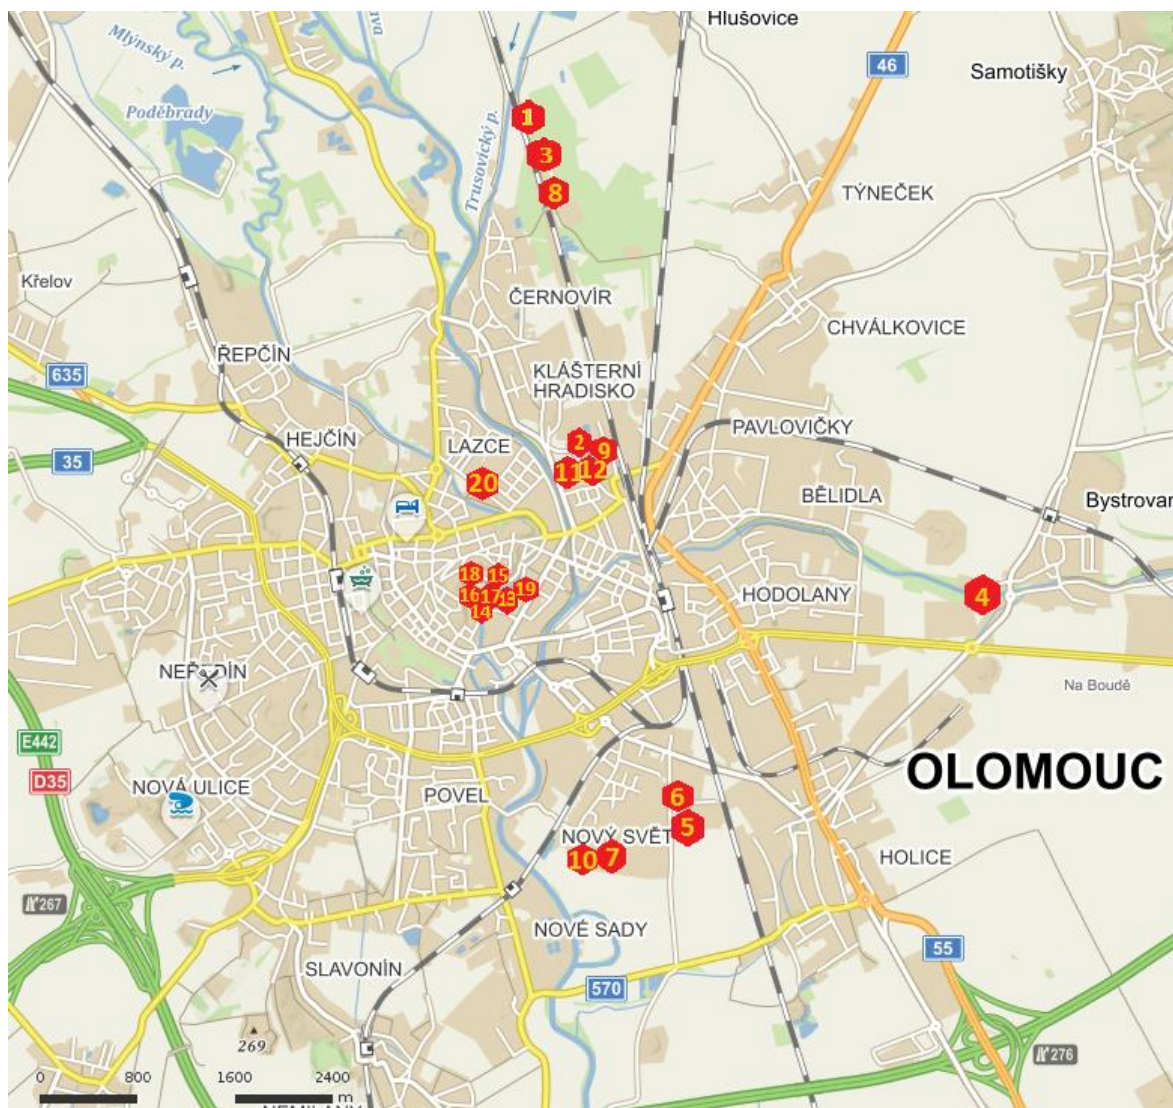 Hlušovice
Mlýnský p.
46
Samotišky
Poděbrady
1
Trusovický p.
3
8
TÝNEČEK
Křelov
ČERNOVÍR
CHVÁLKOVICE
ŘEPČÍN
635
KLÁŠTERNÍ
HRADISKO
HEJČÍN
LAZCE
2
9
PAVLOVIČKY
35
11
12
20
BĚLIDLA
Bystrovar
18
15
16
17
13
19
14
HODOLANY
4
NEŘEDÍN
Na Boudě
E442
D35
OLOMOUC
NOVÁ ULICE
POVEL
6
5
NOVÝ SVĚT
10
7
HOLICE
267
NOVÉ SADY
SLAVONÍN
570
55
269
276
0 800 1600 2400
m
NEMILANY